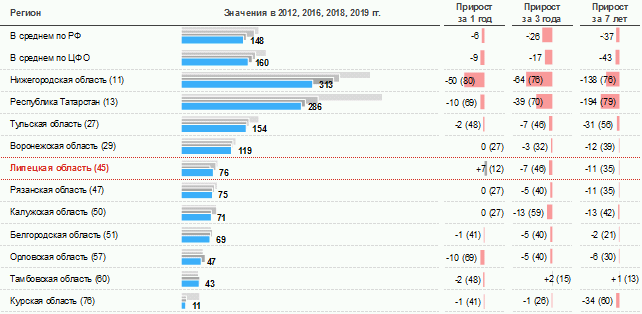 Регион Значения в 2012, 2016, 2018, 2019 гг. Прирост за 1 год Прирост за 3 года Прирост за 7 лет
В среднем по РФ 148 -6 -26 -37
В среднем по ЦФО 160 -9 -17 -43
Нижегородская область (11) 313 -50 (80) -64 (76) -138 (76)
Республика Татарстан (13) 286 -10 (69) -39 (70) -194 (79)
Тульская область (27) 154 -2 (48) -7 (46) -31 (56)
Воронежская область (29) 119 0 (27) -3 (32) -12 (39)
Липецкая область (45) 76 +7 (12) -7 (46) -11 (35)
Рязанская область (47) 75 0 (27) -5 (40) -11 (35)
Калужская область (50) 71 0 (27) -13 (59) -13 (42)
Белгородская область (51) 69 -1 (41) -5 (40) -2 (21)
Орловская область (57) 47 -10 (69) -5 (40) -6 (30)
Тамбовская область (60) 43 -2 (48) +2 (15) +1 (13)
Курская область (76) 11 -1 (41) -1 (26) -34 (60)